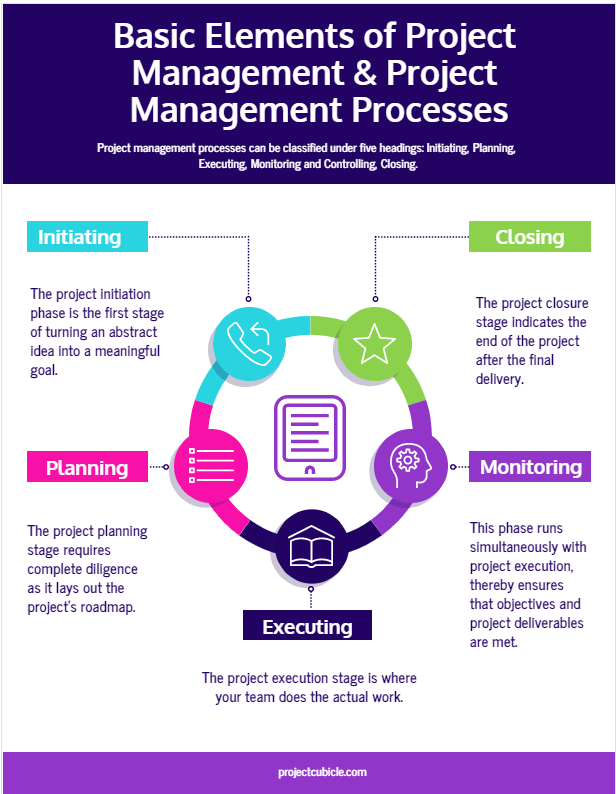 Basic Elements of Project
Management & Project
Management Processes
Project management processes can be classified under five headings: Initiating, Planning,
Executing, Monitoring and Controlling, Closing.
Initiating
The project initiation
phase is the first stage
of turning an abstract
idea into a meaningful
goal.
Closing
The project closure
stage indicates the
end of the project
after the final
delivery.
Planning
The project planning
stage requires
complete diligence
as it lays out the
project's roadmap.
Monitoring
This phase runs
simultaneously with
project execution,
thereby ensures
that objectives and
project deliverables
are met.
Executing
The project execution stage is where
your team does the actual work.
projectcubicle.com